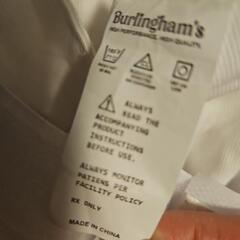 Burlingham's
HIGH PERFORMANCE. HIGH QUALITY.
ALWAYS
READ THE
ACCOMPANYING
PRODUCT
INSTRUCTIONS
BEFORE USE.
ALWAYS MONITOR
PATIENS PER
FACILITY POLICY
RX ONLY
MADE IN CHINA